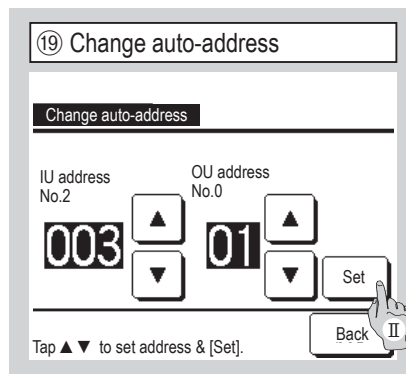 ⑲ Change auto-address
Change auto-address
IU address
No.2
OU address
No.0
003
01
▲
▼
▲
▼
Set
Back
Ⅱ
Tap ▲▼ to set address & [Set].